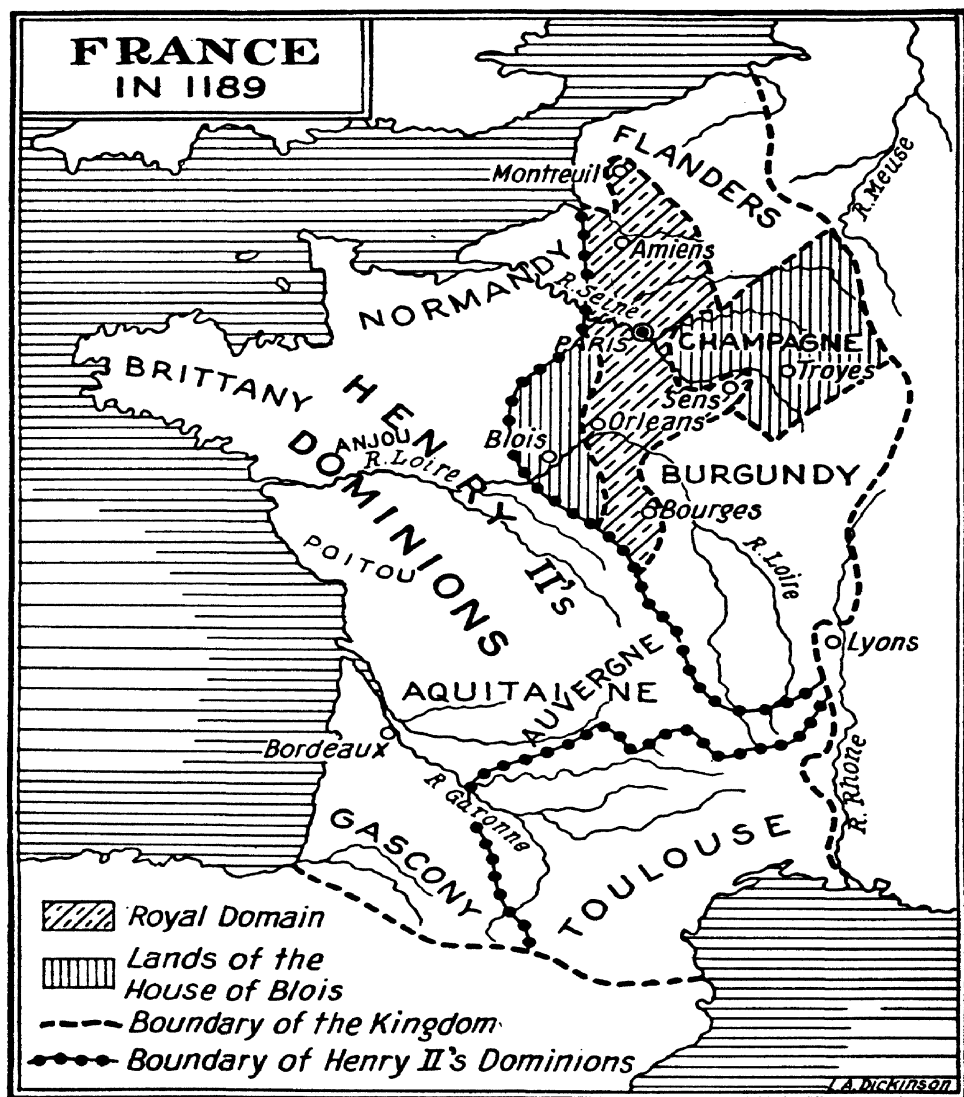 FRANCE
IN 1189
FLANDERS
Montreuil
R. Meuse
Amiens
NORMANDY
R. Seine
PARIS
CHAMPAGNE
Troyes
Sens
BRITTANY
HENRY II's
DOMINIONS
ANJOU
R. Loire
Blois
Orleans
BURGUNDY
Bourges
POITOU
R. Loire
Lyons
AQUITAINE
AUVERGNE
Bordeaux
R Garonne
R. Rhone
GASCONY
TOULOUSE
Royal Domain
Lands of the
House of Blois
Boundary of the Kingdom
Boundary of Henry II's Dominions
L.A. Dickinson